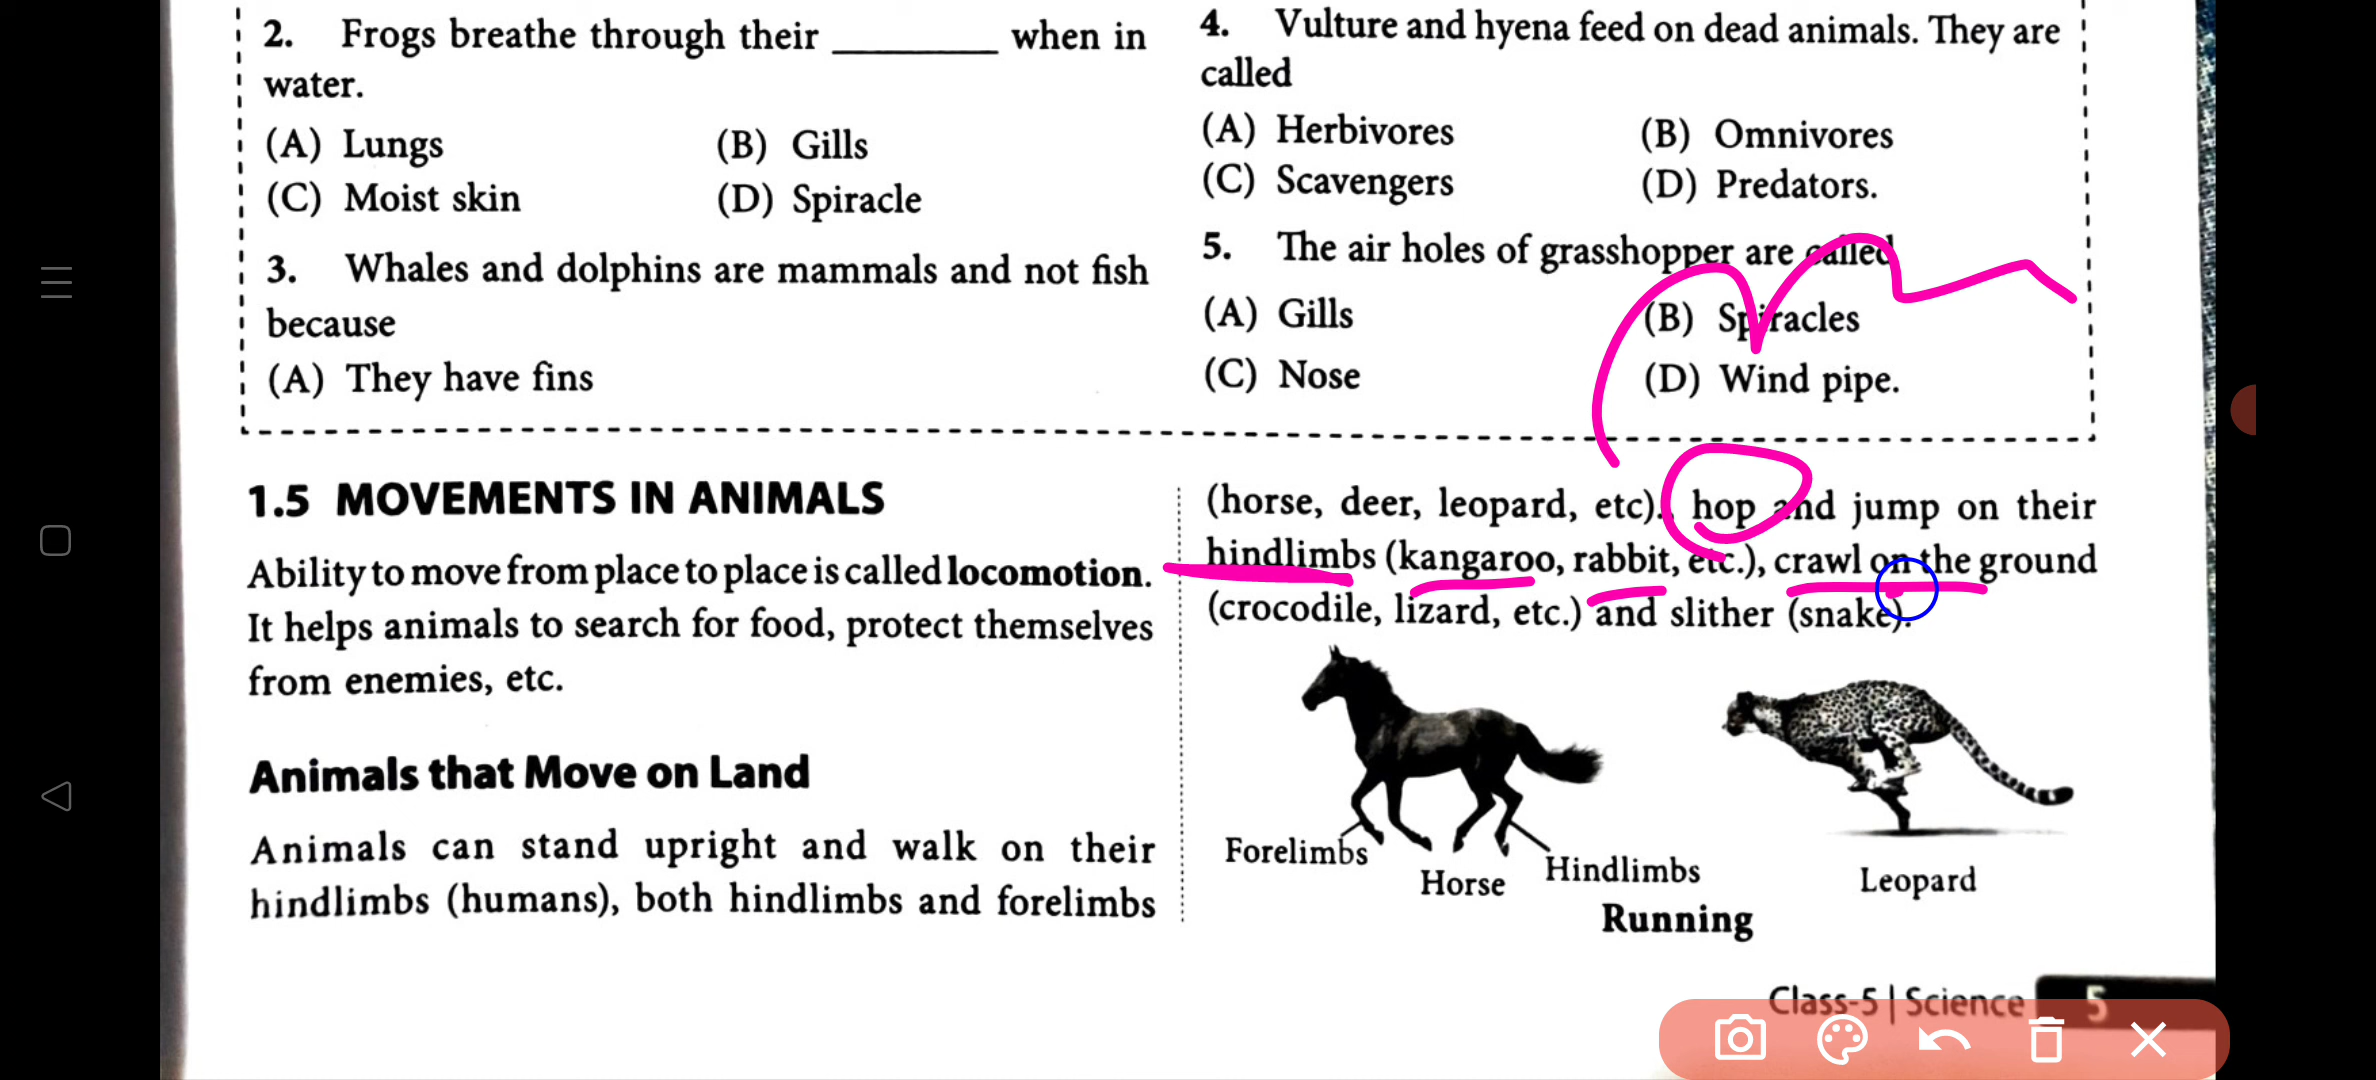 2. Frogs breathe through their ________ when in
water.
(A) Lungs (B) Gills
(C) Moist skin (D) Spiracle
3. Whales and dolphins are mammals and not fish
because
(A) They have fins
4. Vulture and hyena feed on dead animals. They are
called
(A) Herbivores (B) Omnivores
(C) Scavengers (D) Predators.
5. The air holes of grasshopper are called
(A) Gills (B) Spiracles
(C) Nose (D) Wind pipe.
1.5 MOVEMENTS IN ANIMALS
Ability to move from place to place is called locomotion.
It helps animals to search for food, protect themselves
from enemies, etc.
Animals that Move on Land
Animals can stand upright and walk on their
hindlimbs (humans), both hindlimbs and forelimbs
(horse, deer, leopard, etc). hop and jump on their
hindlimbs (kangaroo, rabbit, etc.), crawl on the ground
(crocodile, lizard, etc.) and slither (snake).
Forelimbs
Horse
Hindlimbs
Leopard
Running
Class-5 | Science 5